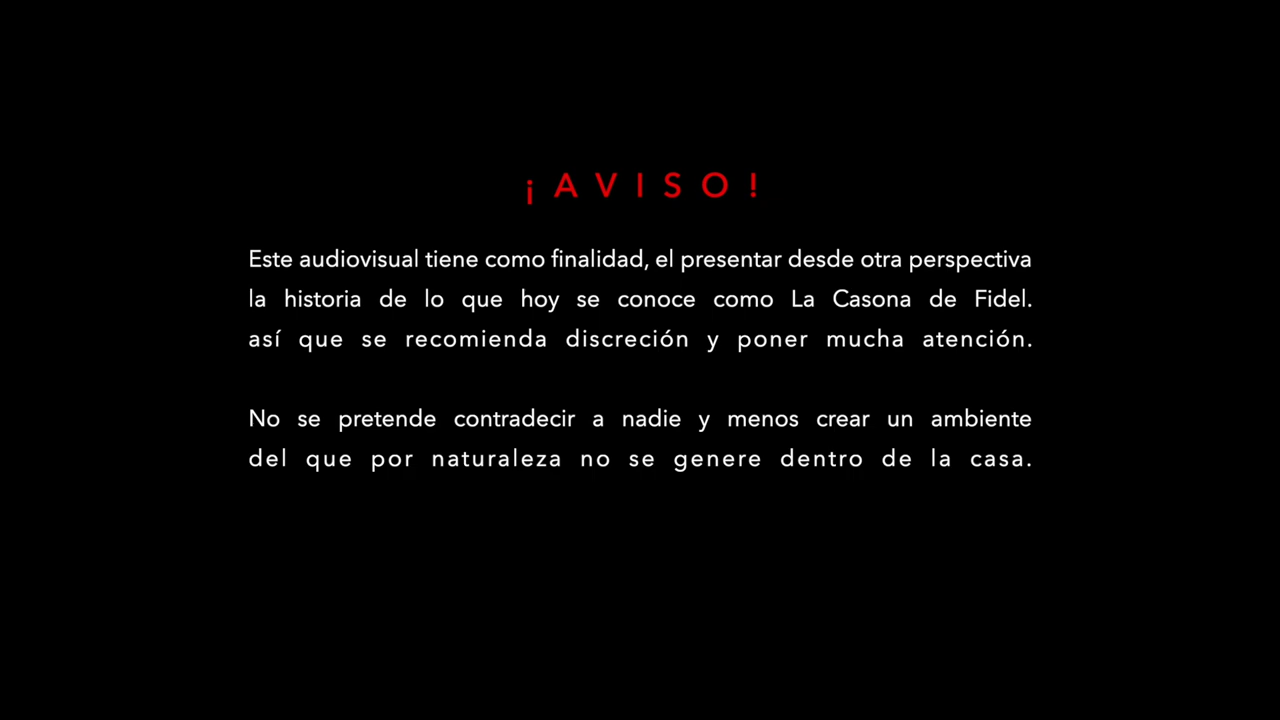 ¡AVISO!
Este audiovisual tiene como finalidad, el presentar desde otra perspectiva
la historia de lo que hoy se conoce como La Casona de Fidel.
así que se recomienda discreción y poner mucha atención.
No se pretende contradecir a nadie y menos crear un ambiente
del que por naturaleza no se genere dentro de la casa.